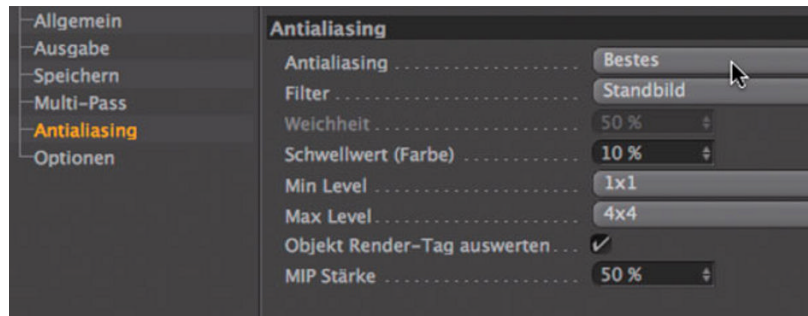 Allgemein
Ausgabe
Speichern
Multi-Pass
Antialiasing
Optionen
Antialiasing
Antialiasing Bestes
Filter Standbild
Weichheit 50 %
Schwellwert (Farbe) 10 %
Min Level 1x1
Max Level 4x4
Objekt Render-Tag auswerten
MIP Stärke 50 %